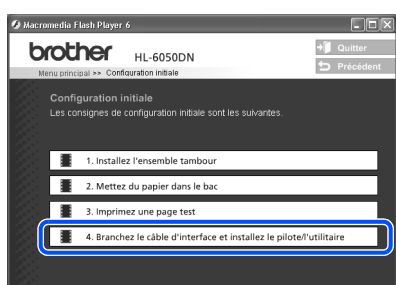 Macromedia Flash Player 6
brother HL-6050DN
Quitter
Précédent
Menu principal >> Configuration initiale
Configuration initiale
Les consignes de configuration initiale sont les suivantes.
1. Installez l'ensemble tambour
2. Mettez du papier dans le bac
3. Imprimez une page test
4. Branchez le câble d'interface et installez le pilote/l'utilitaire